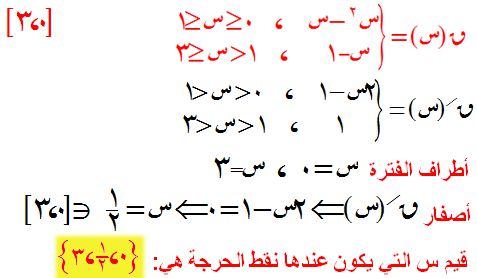 ق(س) = { س² − س ، ٠ ≤ س ≤ ١ [٣،٠]
س − ١ ، ١ < س ≤ ٣
قَ(س) = { ٢س − ١ ، ٠ < س < ١
١ ، ١ < س < ٣
أطراف الفترة س = ٠ ، س = ٣
أصفار قَ(س) ⇐ ٢س − ١ = ٠ ⇐ س = ١/٢ ∈ [٣،٠]
قيم س التي يكون عندها نقط الحرجة هي: {٠، ١/٢، ٣}